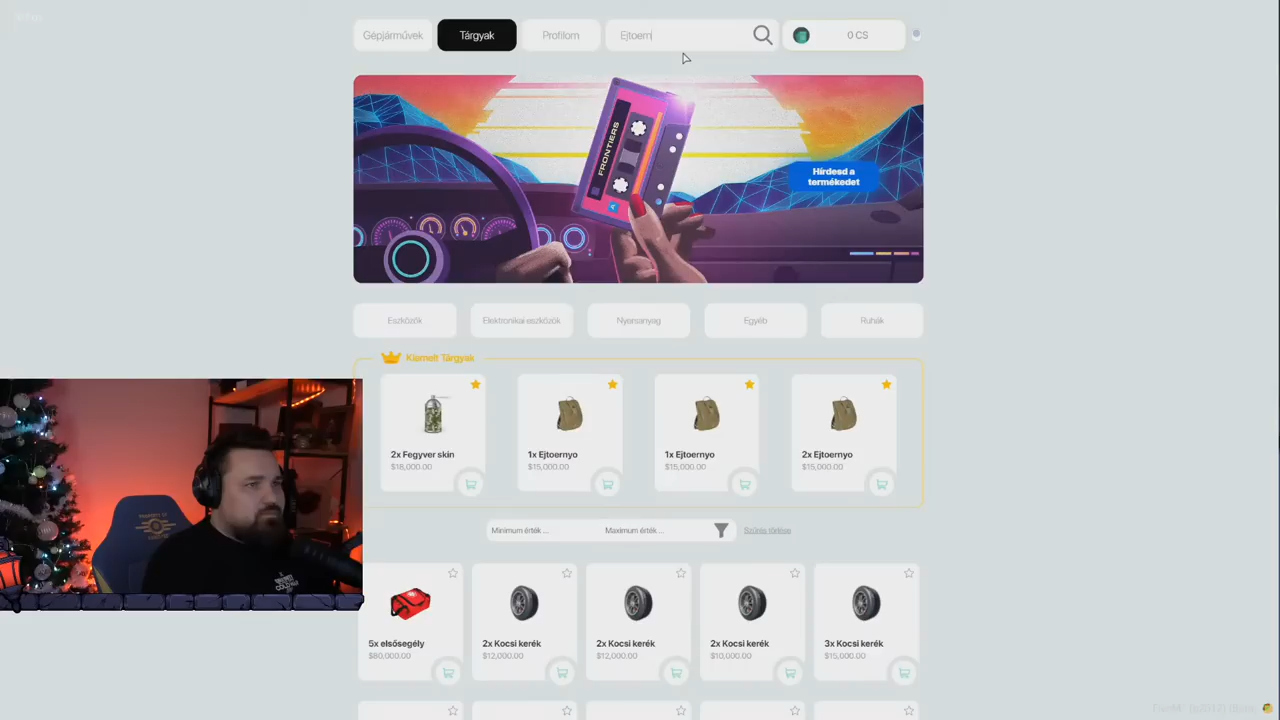 Gépjárművek
Tárgyak
Profilom
Ejtoern
0 CS
FRONTIERS
Hírdesd a
termékedet
Eszközök
Elektronikai eszközök
Nyersanyag
Egyéb
Ruhák
Kiemelt Tárgyak
2x Fegyver skin
$18,000.00
1x Ejtoernyo
$15,000.00
1x Ejtoernyo
$15,000.00
2x Ejtoernyo
$15,000.00
Minimum érték ...
Maximum érték ...
Szűrés törlése
5x elsősegély
$80,000.00
2x Kocsi kerék
$12,000.00
2x Kocsi kerék
$12,000.00
2x Kocsi kerék
$10,000.00
3x Kocsi kerék
$15,000.00